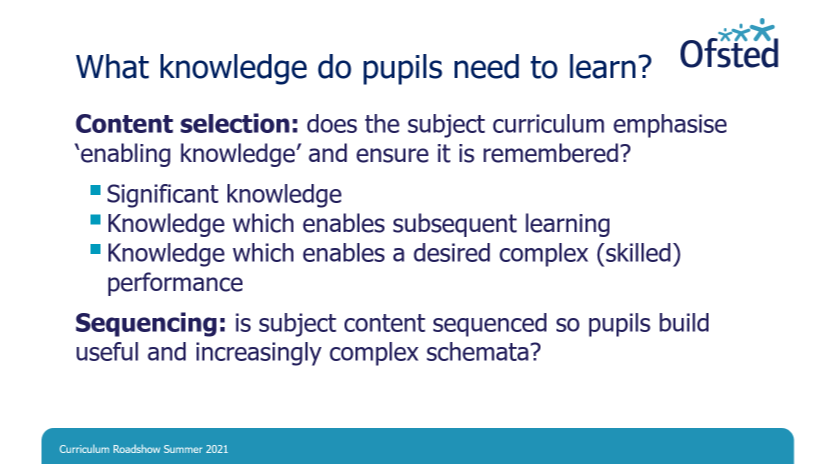 Ofsted
What knowledge do pupils need to learn?
Content selection: does the subject curriculum emphasise
‘enabling knowledge’ and ensure it is remembered?
Significant knowledge
Knowledge which enables subsequent learning
Knowledge which enables a desired complex (skilled)
performance
Sequencing: is subject content sequenced so pupils build
useful and increasingly complex schemata?
Curriculum Roadshow Summer 2021